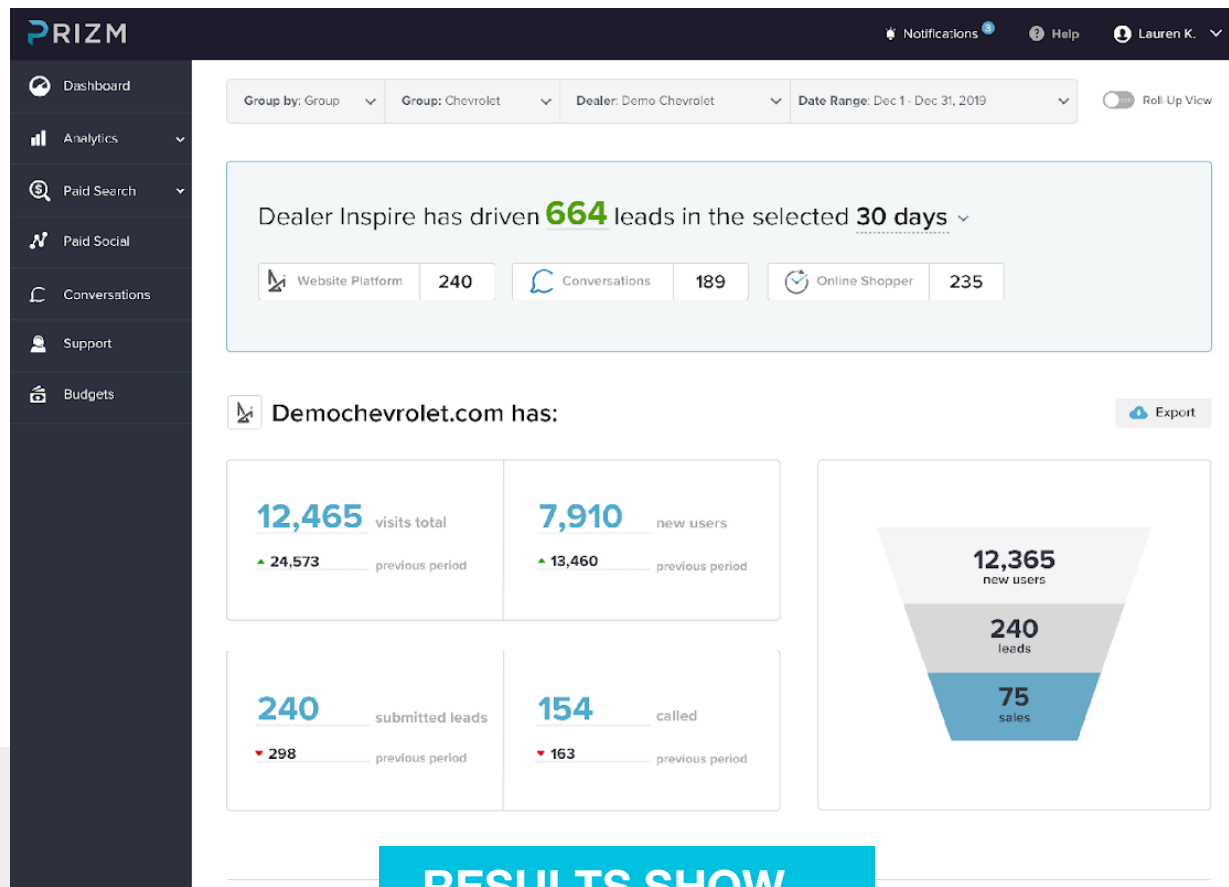 PRIZM
Notifications 3
Help
Lauren K.
Dashboard
Analytics
Paid Search
Paid Social
Conversations
Support
Budgets
Group by: Group
Group: Chevrolet
Dealer: Demo Chevrolet
Date Range: Dec 1 - Dec 31, 2019
Roll-Up View
Dealer Inspire has driven 664 leads in the selected 30 days
Website Platform 240
Conversations 189
Online Shopper 235
Demochevrolet.com has:
Export
12,465 visits total
24,573 previous period
7,910 new users
13,460 previous period
240 submitted leads
298 previous period
154 called
163 previous period
12,365
new users
240
leads
75
sales
RESULTS SHOW